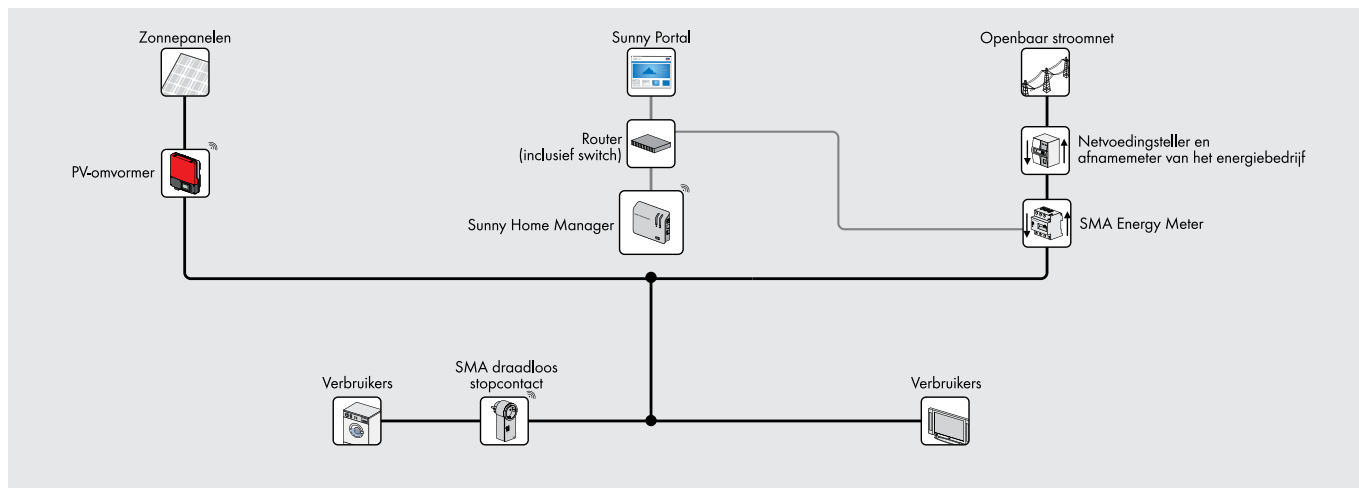 Zonnepanelen
Sunny Portal
Openbaar stroomnet
Router
(inclusief switch)
Netvoedingsteller en
afnamemeter van het energiebedrijf
PV-omvormer
Sunny Home Manager
SMA Energy Meter
SMA draadloos
stopcontact
Verbruikers
Verbruikers